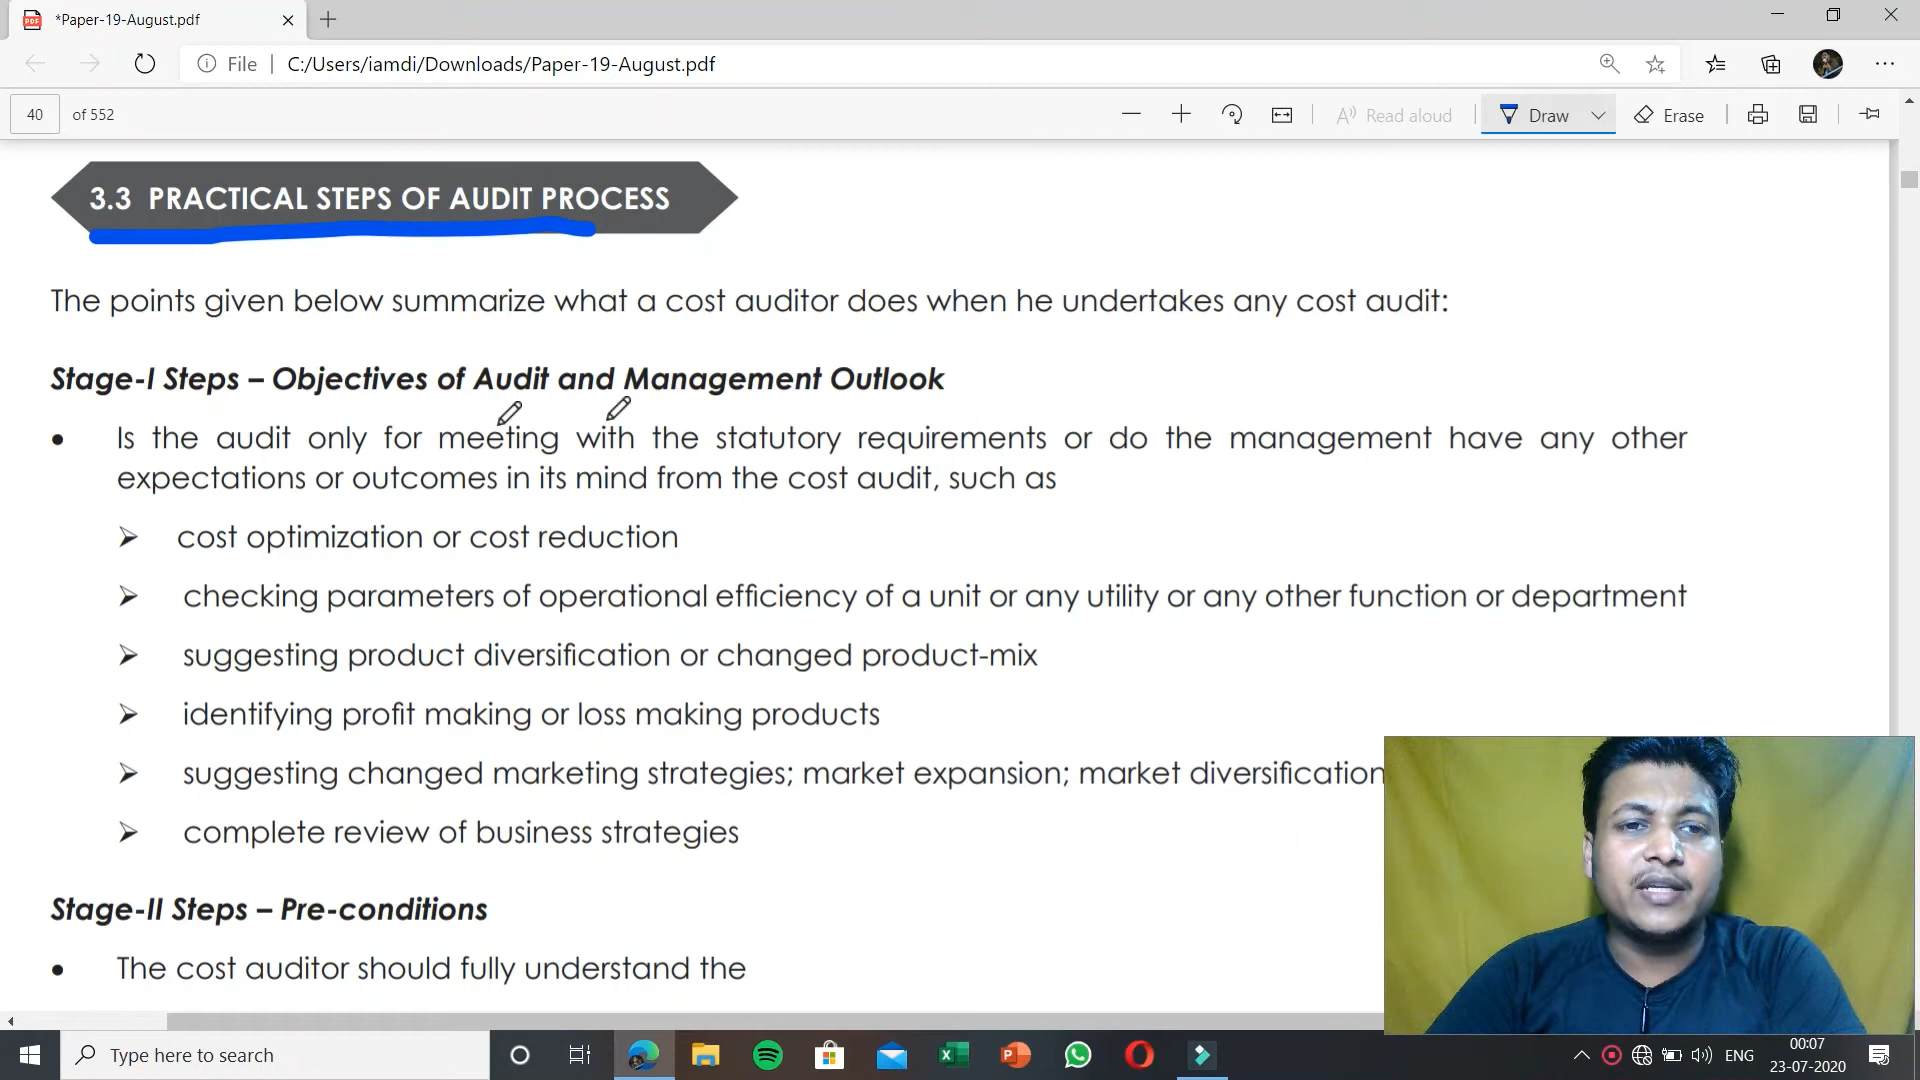 *Paper-19-August.pdf
File
C:/Users/iamdi/Downloads/Paper-19-August.pdf
40 of 552
Read aloud
Draw
Erase
3.3 PRACTICAL STEPS OF AUDIT PROCESS
The points given below summarize what a cost auditor does when he undertakes any cost audit:
Stage-I Steps – Objectives of Audit and Management Outlook
• Is the audit only for meeting with the statutory requirements or do the management have any other
expectations or outcomes in its mind from the cost audit, such as
➢ cost optimization or cost reduction
➢ checking parameters of operational efficiency of a unit or any utility or any other function or department
➢ suggesting product diversification or changed product-mix
➢ identifying profit making or loss making products
➢ suggesting changed marketing strategies; market expansion; market diversification
➢ complete review of business strategies
Stage-II Steps – Pre-conditions
• The cost auditor should fully understand the
Type here to search
ENG
00:07
23-07-2020